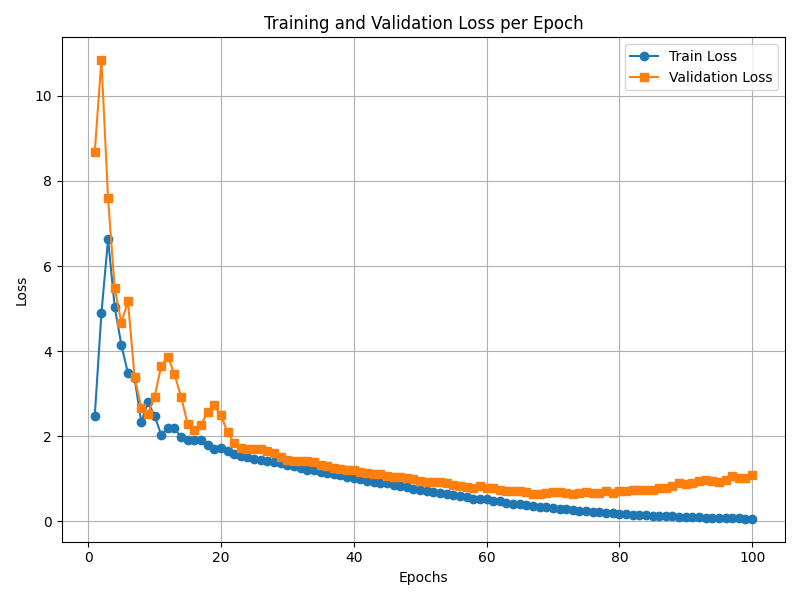 Training and Validation Loss per Epoch
Train Loss
Validation Loss
10
8
6
4
2
0
Loss
0 20 40 60 80 100
Epochs